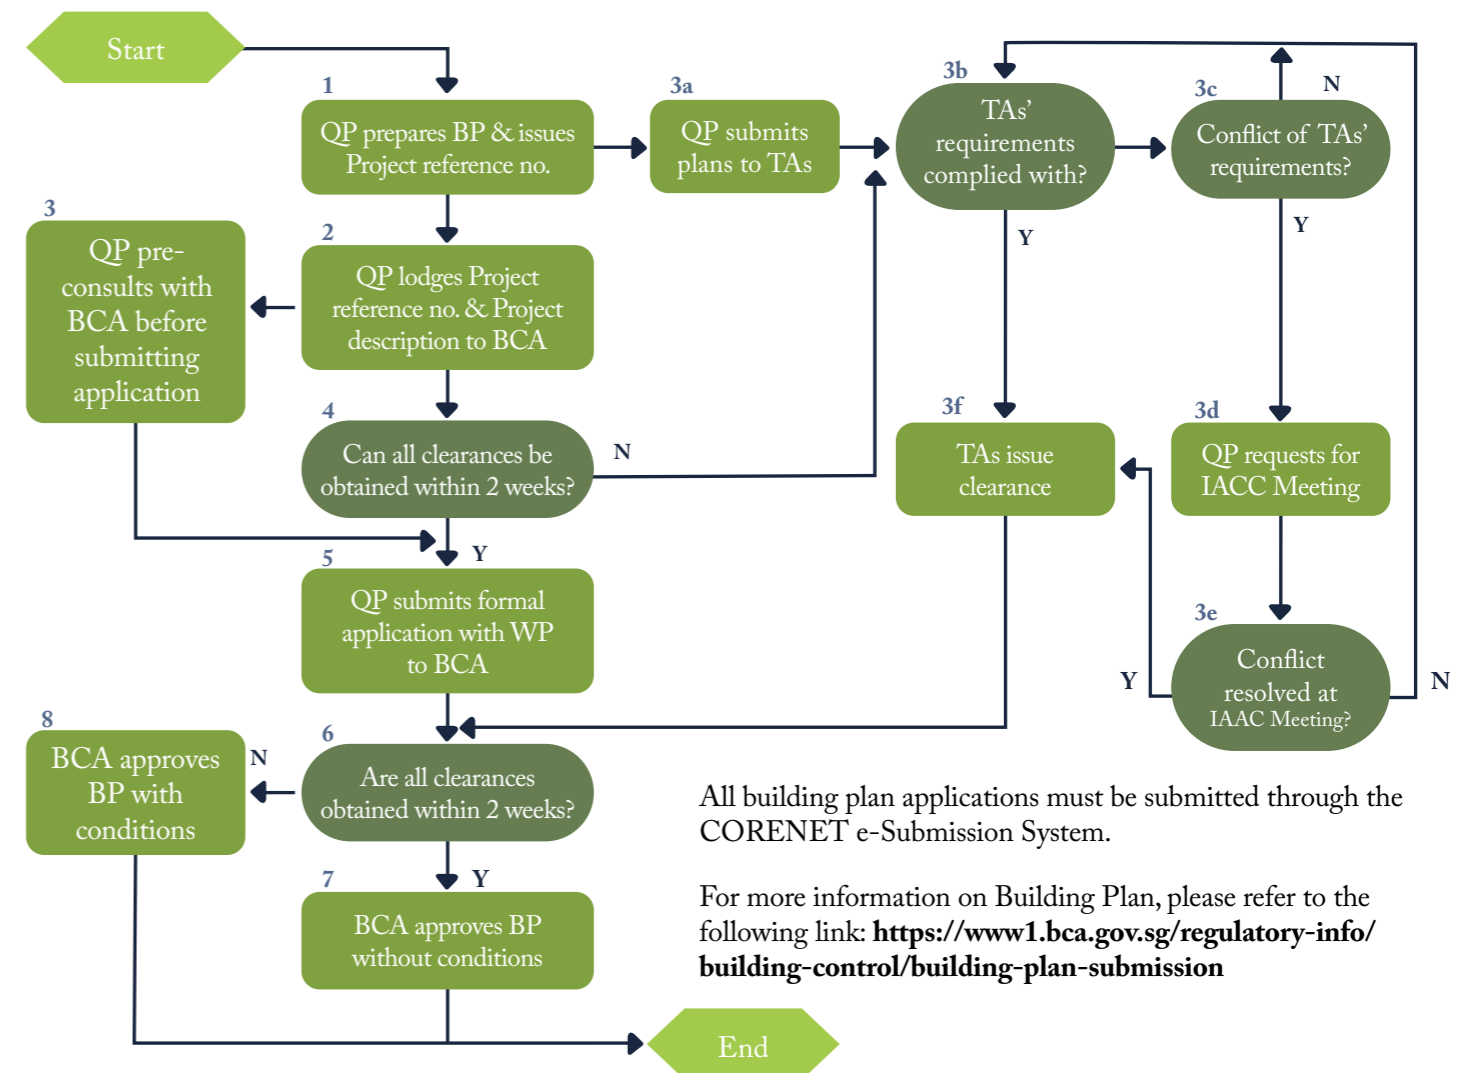 Start
1
QP prepares BP & issues
Project reference no.
3a
QP submits
plans to TAs
3b
TAs’
requirements
complied with?
3c
N
Conflict of TAs’
requirements?
Y
Y
3
QP pre-
consults with
BCA before
submitting
application
2
QP lodges Project
reference no. & Project
description to BCA
4
Can all clearances be
obtained within 2 weeks?
N
Y
3f
TAs issue
clearance
3d
QP requests for
IACC Meeting
3e
Conflict
resolved at
IAAC Meeting?
Y
N
5
QP submits formal
application with WP
to BCA
6
Are all clearances
obtained within 2 weeks?
N
Y
8
BCA approves
BP with
conditions
7
BCA approves BP
without conditions
All building plan applications must be submitted through the
CORENET e-Submission System.
For more information on Building Plan, please refer to the
following link: https://www1.bca.gov.sg/regulatory-info/
building-control/building-plan-submission
End